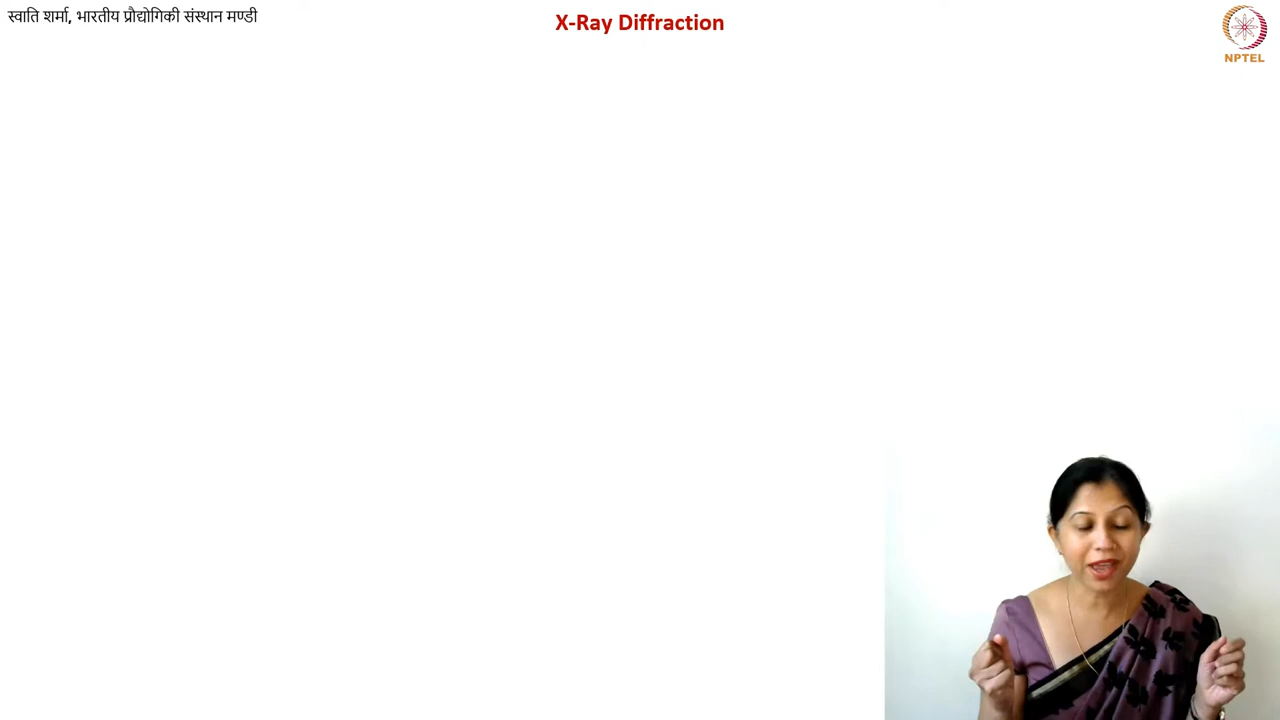 स्वाति शर्मा, भारतीय प्रौद्योगिकी संस्थान मण्डी
X-Ray Diffraction
NPTEL